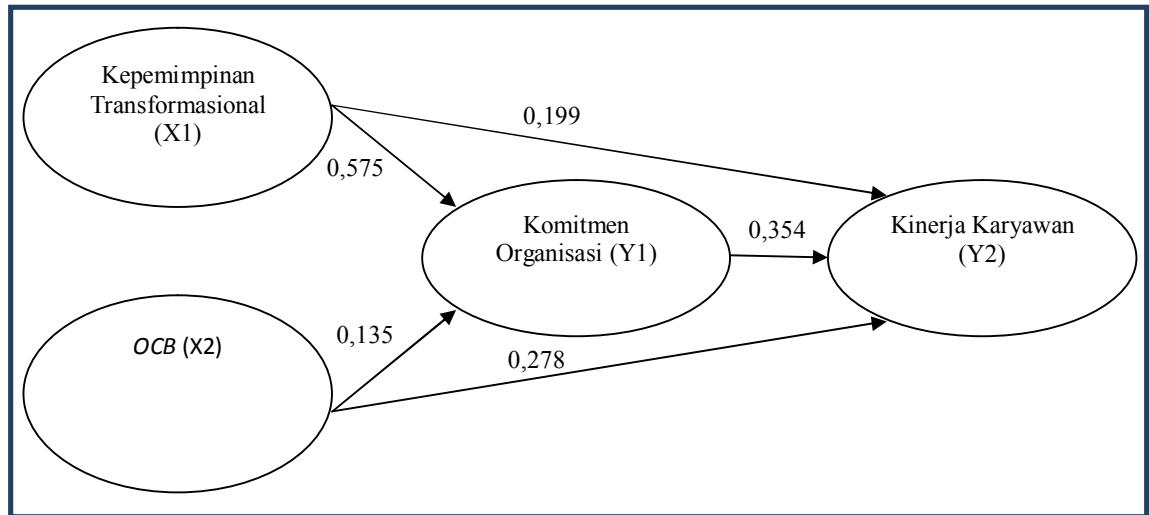 Kepemimpinan
Transformasional
(X1)
0,199
0,575
Komitmen
Organisasi (Y1)
0,354
Kinerja Karyawan
(Y2)
OCB (X2)
0,135
0,278